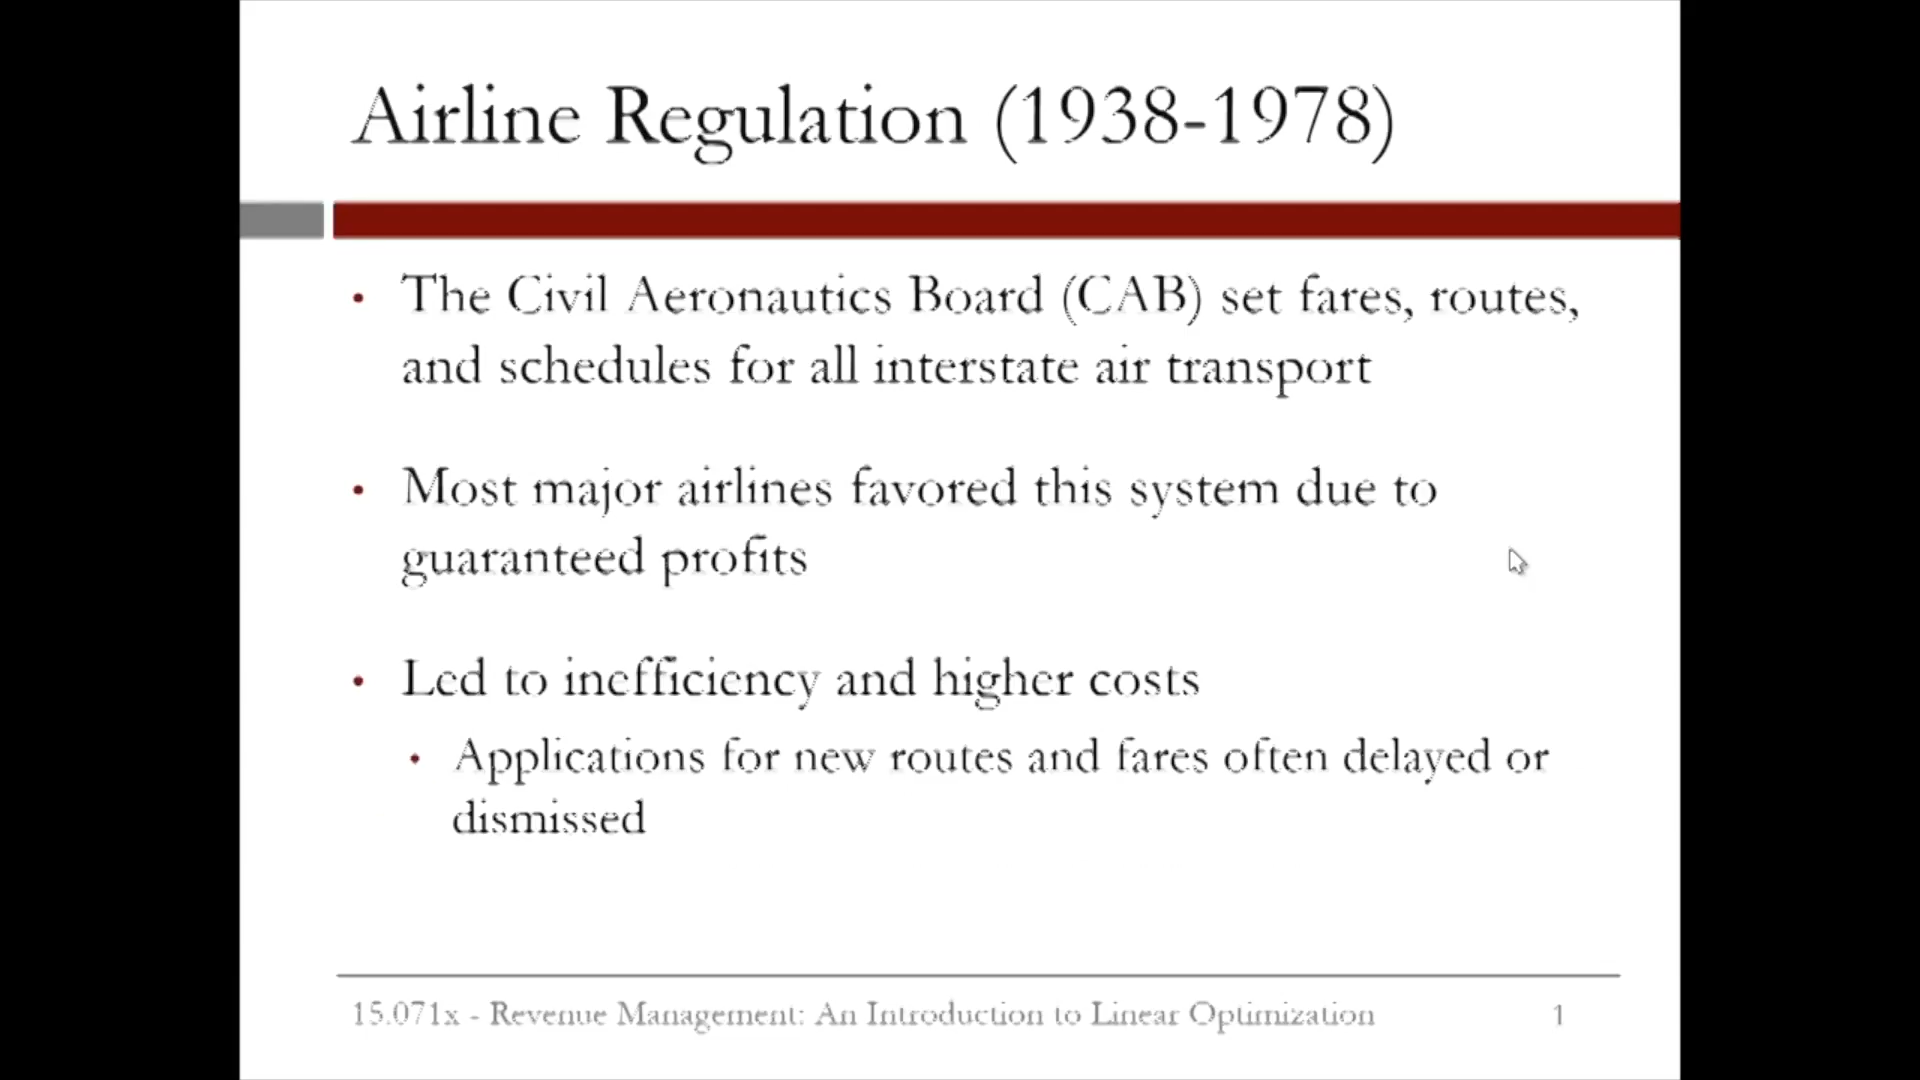 Airline Regulation (1938-1978)
• The Civil Aeronautics Board (CAB) set fares, routes,
and schedules for all interstate air transport
• Most major airlines favored this system due to
guaranteed profits
• Led to inefficiency and higher costs
• Applications for new routes and fares often delayed or
dismissed
15.071x - Revenue Management: An Introduction to Linear Optimization 1